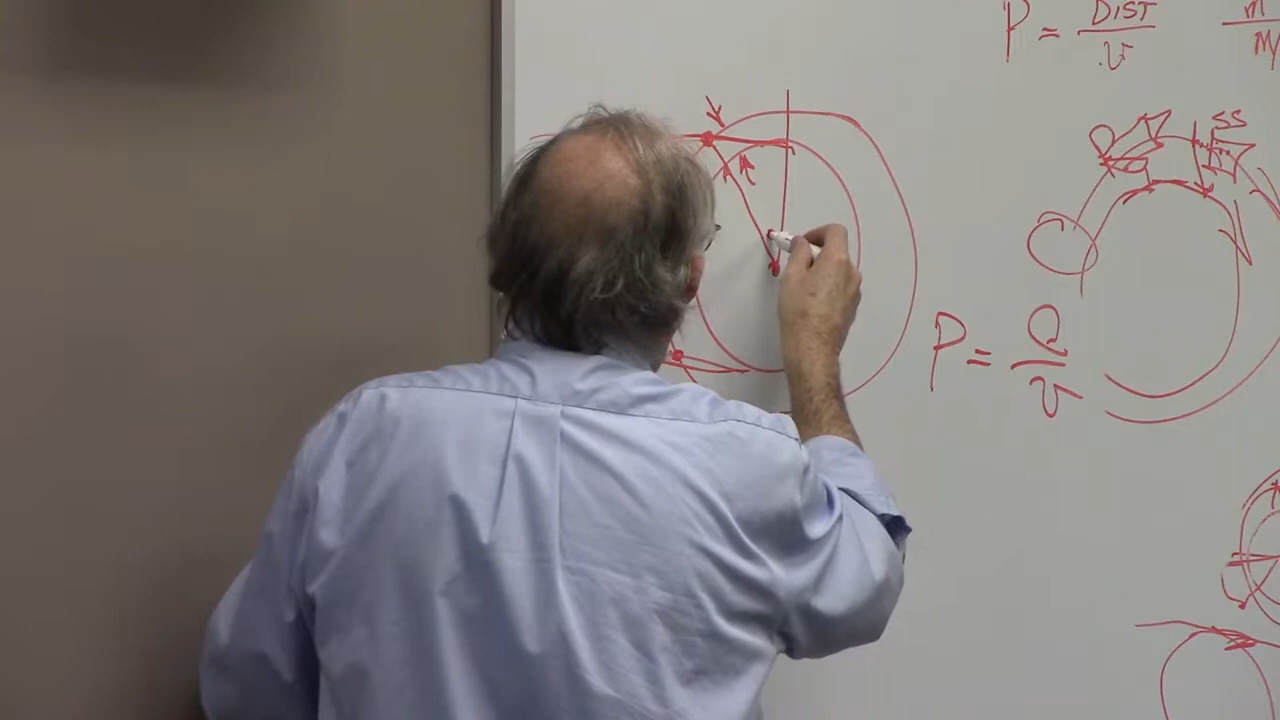 P = DIST / v
SS
P = Q / v